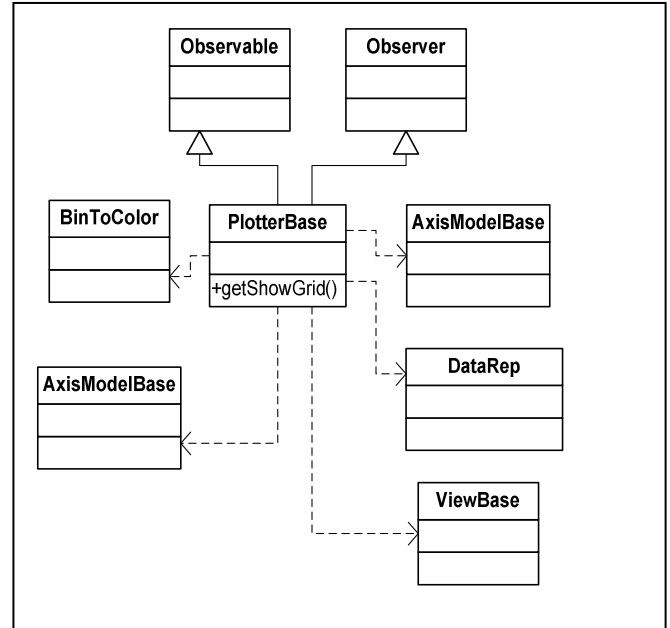 Observable
Observer
BinToColor
PlotterBase
+getShowGrid()
AxisModelBase
AxisModelBase
DataRep
ViewBase